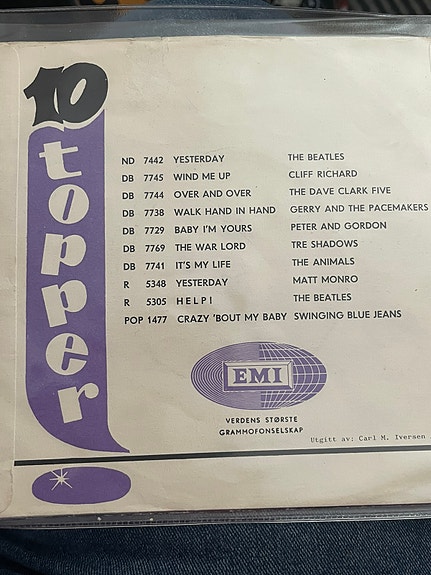 10
topper
ND 7442 YESTERDAY THE BEATLES
DB 7745 WIND ME UP CLIFF RICHARD
DB 7744 OVER AND OVER THE DAVE CLARK FIVE
DB 7738 WALK HAND IN HAND GERRY AND THE PACEMAKERS
DB 7729 BABY I'M YOURS PETER AND GORDON
DB 7769 THE WAR LORD TRE SHADOWS
DB 7741 IT'S MY LIFE THE ANIMALS
R 5348 YESTERDAY MATT MONRO
R 5305 HELP! THE BEATLES
POP 1477 CRAZY 'BOUT MY BABY SWINGING BLUE JEANS
EMI
VERDENS STØRSTE
GRAMMOFONSELSKAP
Utgitt av: Carl M. Iversen